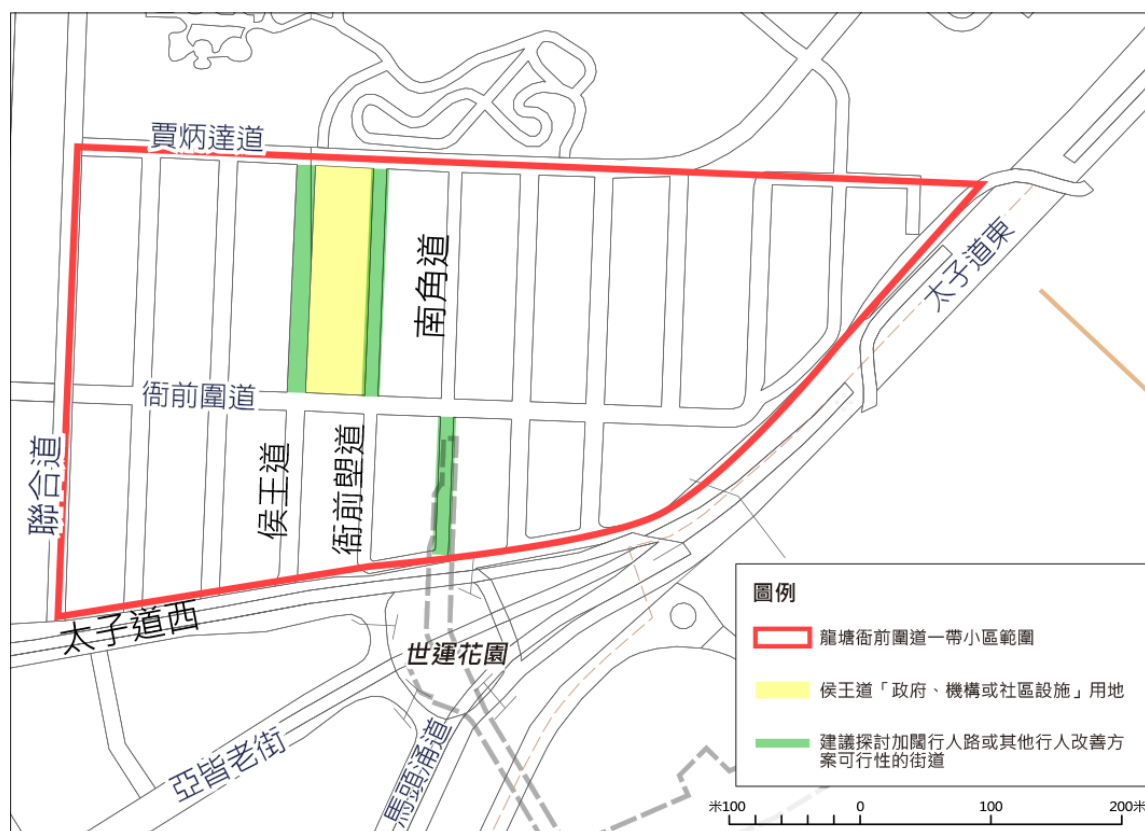 賈炳達道
南角道
太子道東
衙前圍道
聯合道
侯王道
衙前塱道
太子道西
世運花園
亞皆老街
馬頭涌道
圖例
龍塘衙前圍道一帶小區範圍
侯王道「政府、機構或社區設施」用地
建議探討加闊行人路或其他行人改善方
案可行性的街道
米100 0 100 200米